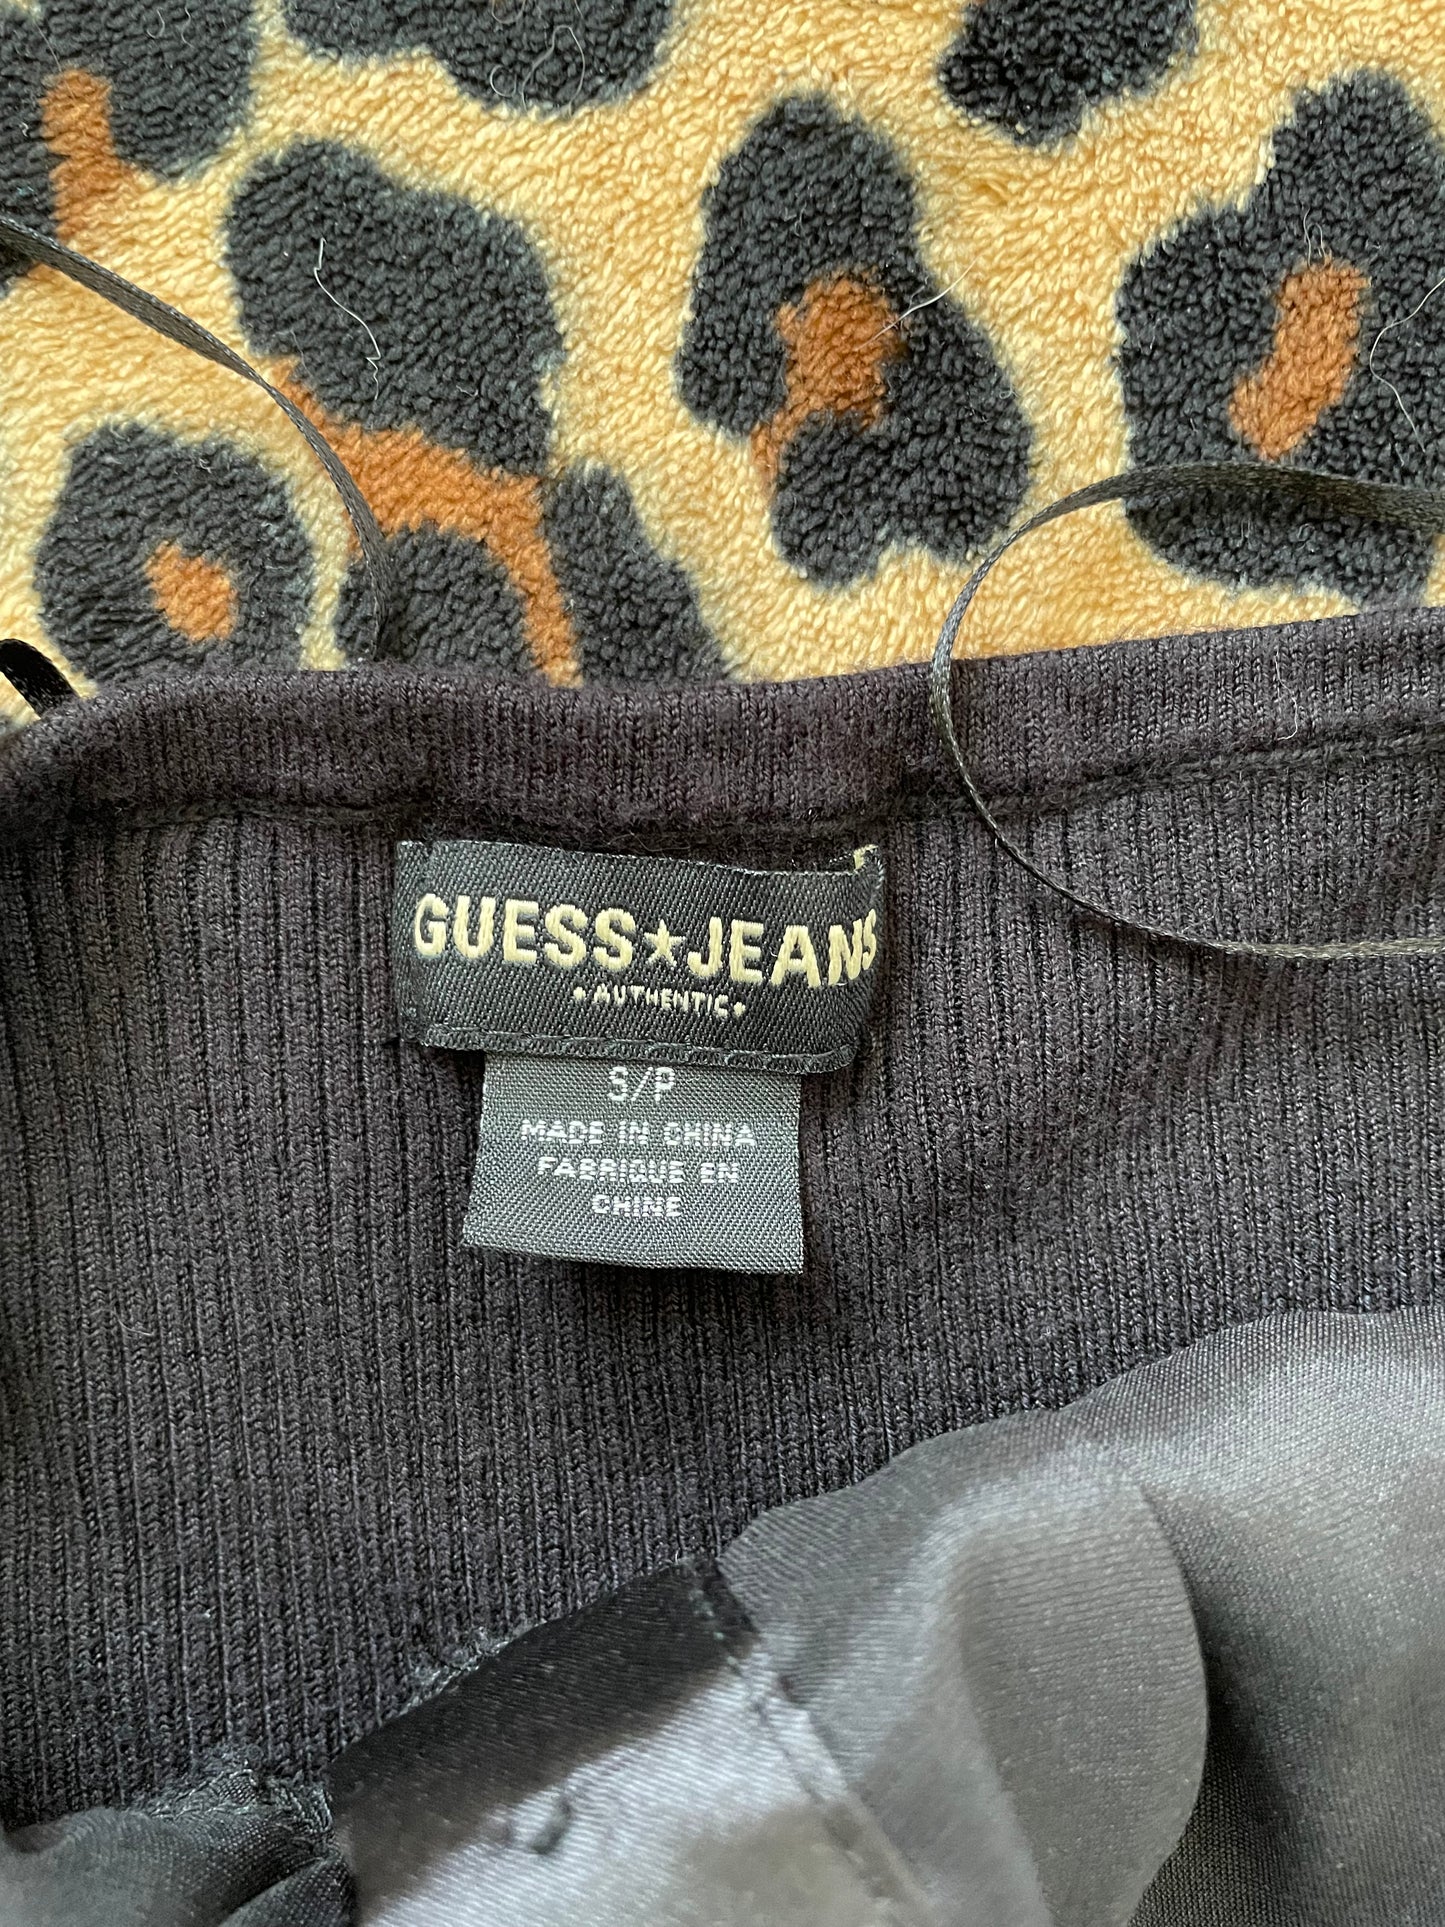 GUESS★JEANS
•AUTHENTIC•
S/P
MADE IN CHINA
FABRIQUE EN
CHINE